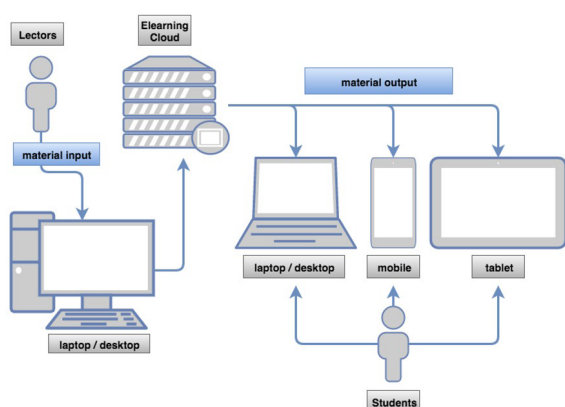 Lectors
Elearning
Cloud
material output
material input
laptop / desktop
mobile
tablet
laptop / desktop
Students